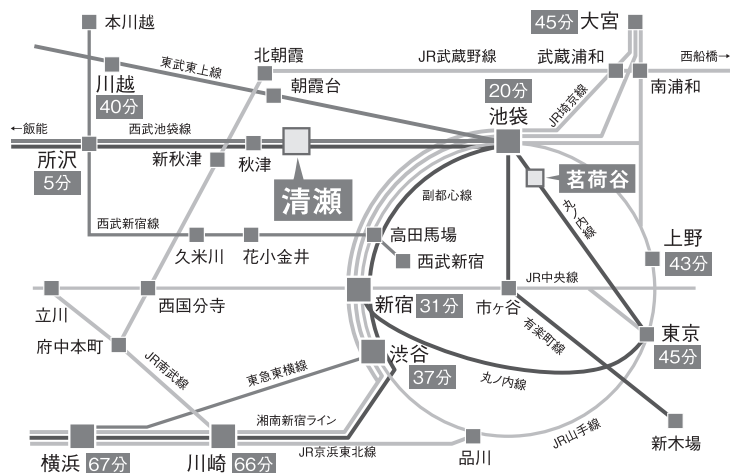 本川越
45分 大宮
北朝霞
JR武蔵野線
武蔵浦和
西船橋→
東武東上線
川越
40分
朝霞台
20分
池袋
JR埼京線
南浦和
←飯能
西武池袋線
所沢
5分
新秋津
秋津
清瀬
茗荷谷
副都心線
丸ノ内線
西武新宿線
久米川
花小金井
高田馬場
西武新宿
上野
43分
JR中央線
立川
西国分寺
新宿 31分
市ヶ谷
有楽町線
東京
45分
府中本町
JR南武線
渋谷
37分
東急東横線
丸ノ内線
湘南新宿ライン
JR京浜東北線
JR山手線
横浜 67分
川崎 66分
品川
新木場